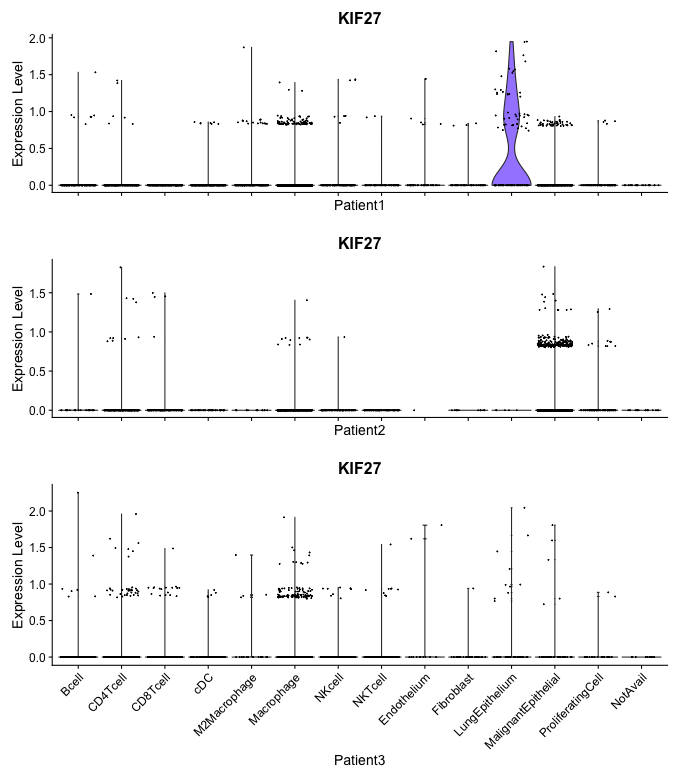 KIF27
Expression Level
2.0
1.5
1.0
0.5
0.0
Patient1
KIF27
Expression Level
1.5
1.0
0.5
0.0
Patient2
KIF27
Expression Level
2.0
1.5
1.0
0.5
0.0
Bcell
CD4Tcell
CD8Tcell
cDC
M2Macrophage
Macrophage
NKcell
NKTcell
Endothelium
Fibroblast
LungEpithelium
MalignantEpithelial
ProliferatingCell
NotAvail
Patient3